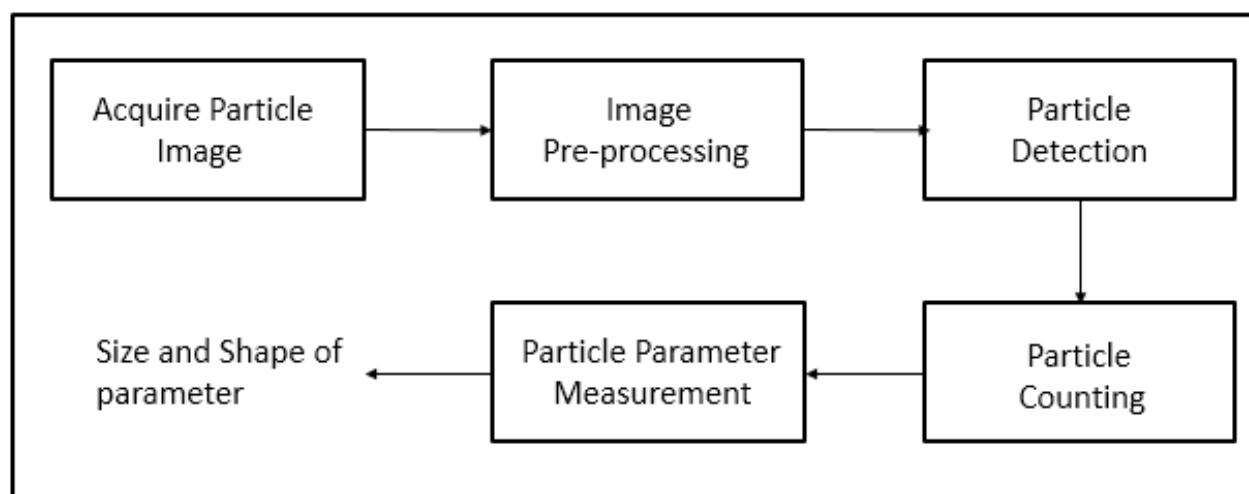 Acquire Particle
Image
Image
Pre-processing
Particle
Detection
Size and Shape of
parameter
Particle Parameter
Measurement
Particle
Counting